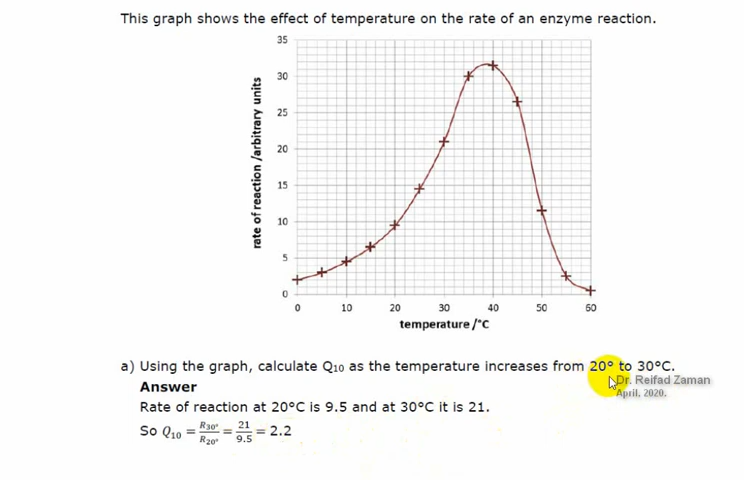 This graph shows the effect of temperature on the rate of an enzyme reaction.
35
30
25
20
15
10
5
0
rate of reaction /arbitrary units
0 10 20 30 40 50 60
temperature /°C
a) Using the graph, calculate Q₁₀ as the temperature increases from 20° to 30°C.
Dr. Reifad Zaman
April, 2020.
Answer
Rate of reaction at 20°C is 9.5 and at 30°C it is 21.
So Q₁₀ = R₃₀°/R₂₀° = 21/9.5 = 2.2